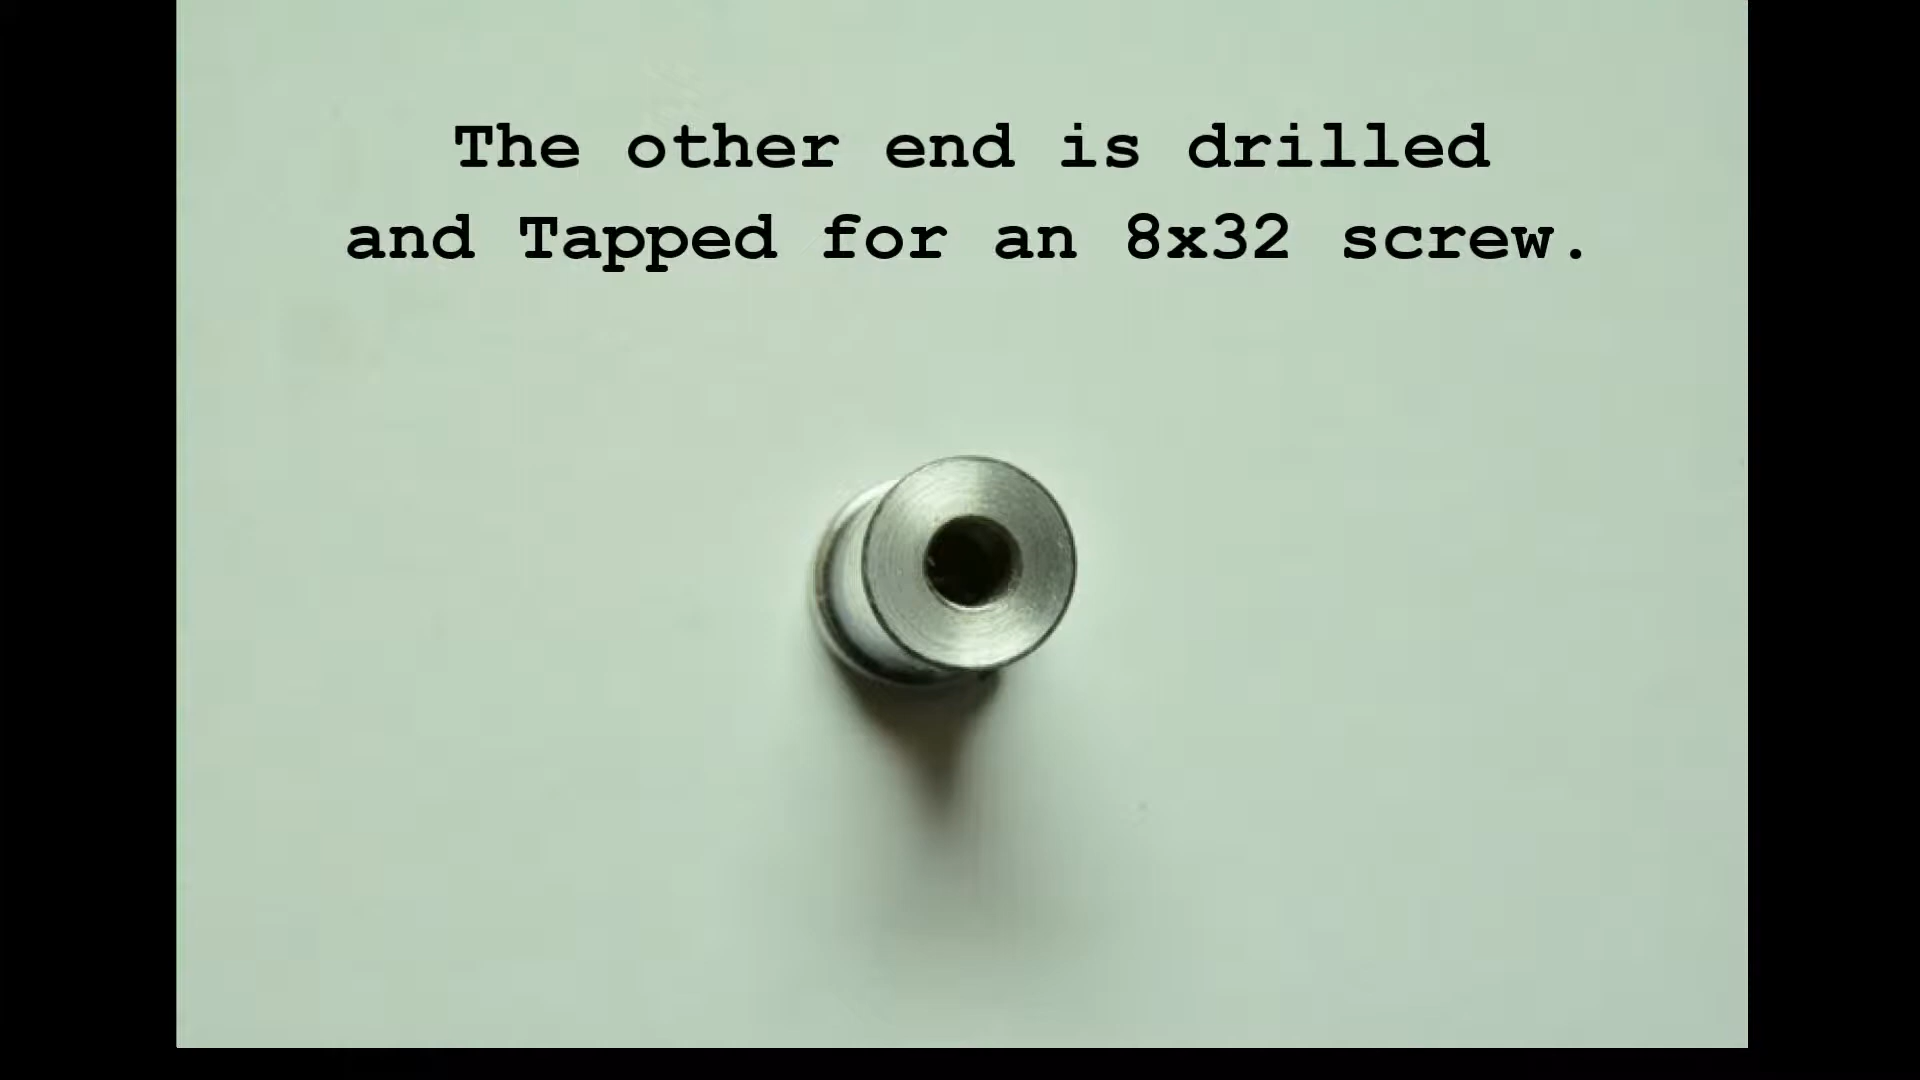 The other end is drilled
and Tapped for an 8x32 screw.